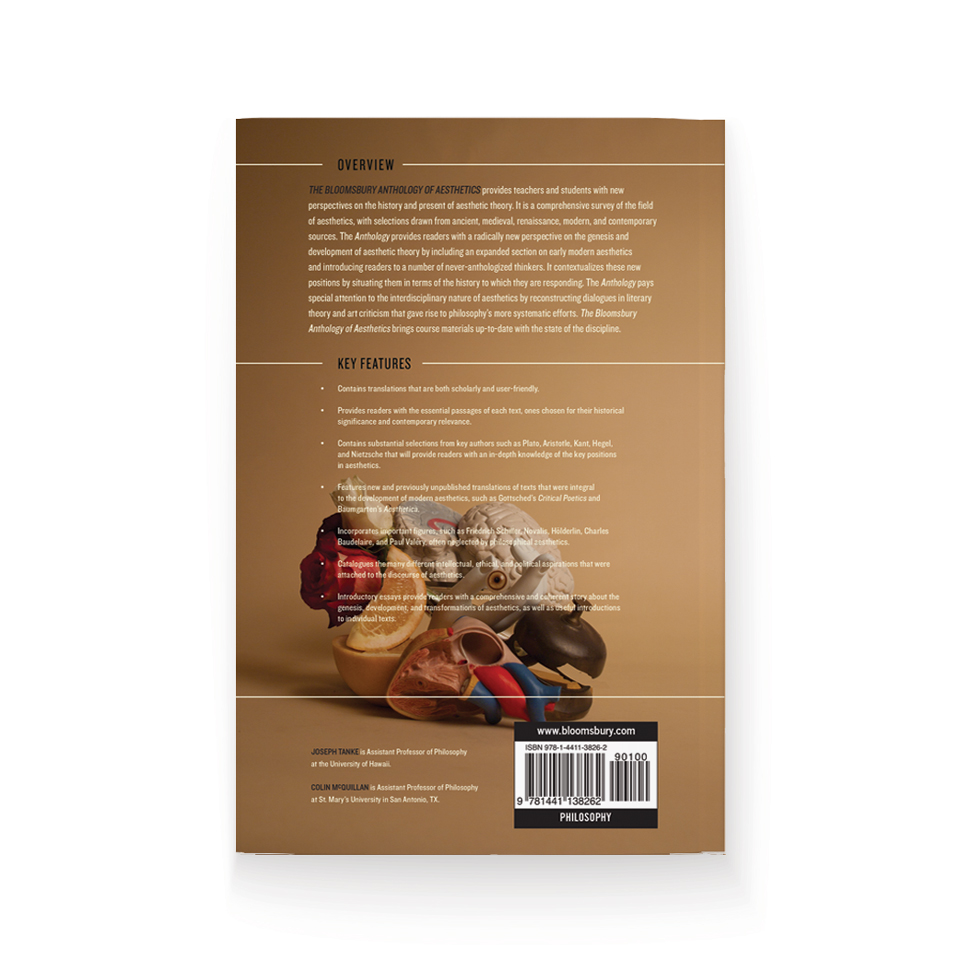 OVERVIEW
THE BLOOMSBURY ANTHOLOGY OF AESTHETICS provides teachers and students with new
perspectives on the history and present of aesthetic theory. It is a comprehensive survey of the field
of aesthetics, with selections drawn from ancient, medieval, renaissance, modern, and contemporary
sources. The Anthology provides readers with a radically new perspective on the genesis and
development of aesthetic theory by including an expanded section on early modern aesthetics
and introducing readers to a number of never-anthologized thinkers. It contextualizes these new
positions by situating them in terms of the history to which they are responding. The Anthology pays
special attention to the interdisciplinary nature of aesthetics by reconstructing dialogues in literary
theory and art criticism that gave rise to philosophy's more systematic efforts. The Bloomsbury
Anthology of Aesthetics brings course materials up-to-date with the state of the discipline.
KEY FEATURES
• Contains translations that are both scholarly and user-friendly.
• Provides readers with the essential passages of each text, ones chosen for their historical
significance and contemporary relevance.
• Contains substantial selections from key authors such as Plato, Aristotle, Kant, Hegel,
and Nietzsche that will provide readers with an in-depth knowledge of the key positions
in aesthetics.
• Features new and previously unpublished translations of texts that were integral
to the development of modern aesthetics, such as Gottsched's Critical Poetics and
Baumgarten's Aesthetica.
• Incorporates important figures, such as Friedrich Schiller, Novalis, Hölderlin, Charles
Baudelaire, and Paul Valéry, often neglected by philosophical aesthetics.
• Catalogues the many different intellectual, ethical, and political aspirations that were
attached to the discourse of aesthetics.
• Introductory essays provide readers with a comprehensive and coherent story about the
genesis, development, and transformations of aesthetics, as well as useful introductions
to individual texts.
JOSEPH TANKE is Assistant Professor of Philosophy
at the University of Hawaii.
COLIN McQUILLAN is Assistant Professor of Philosophy
at St. Mary's University in San Antonio, TX.
www.bloomsbury.com
ISBN 978-1-4411-3826-2
90100
9 781441 138262
PHILOSOPHY